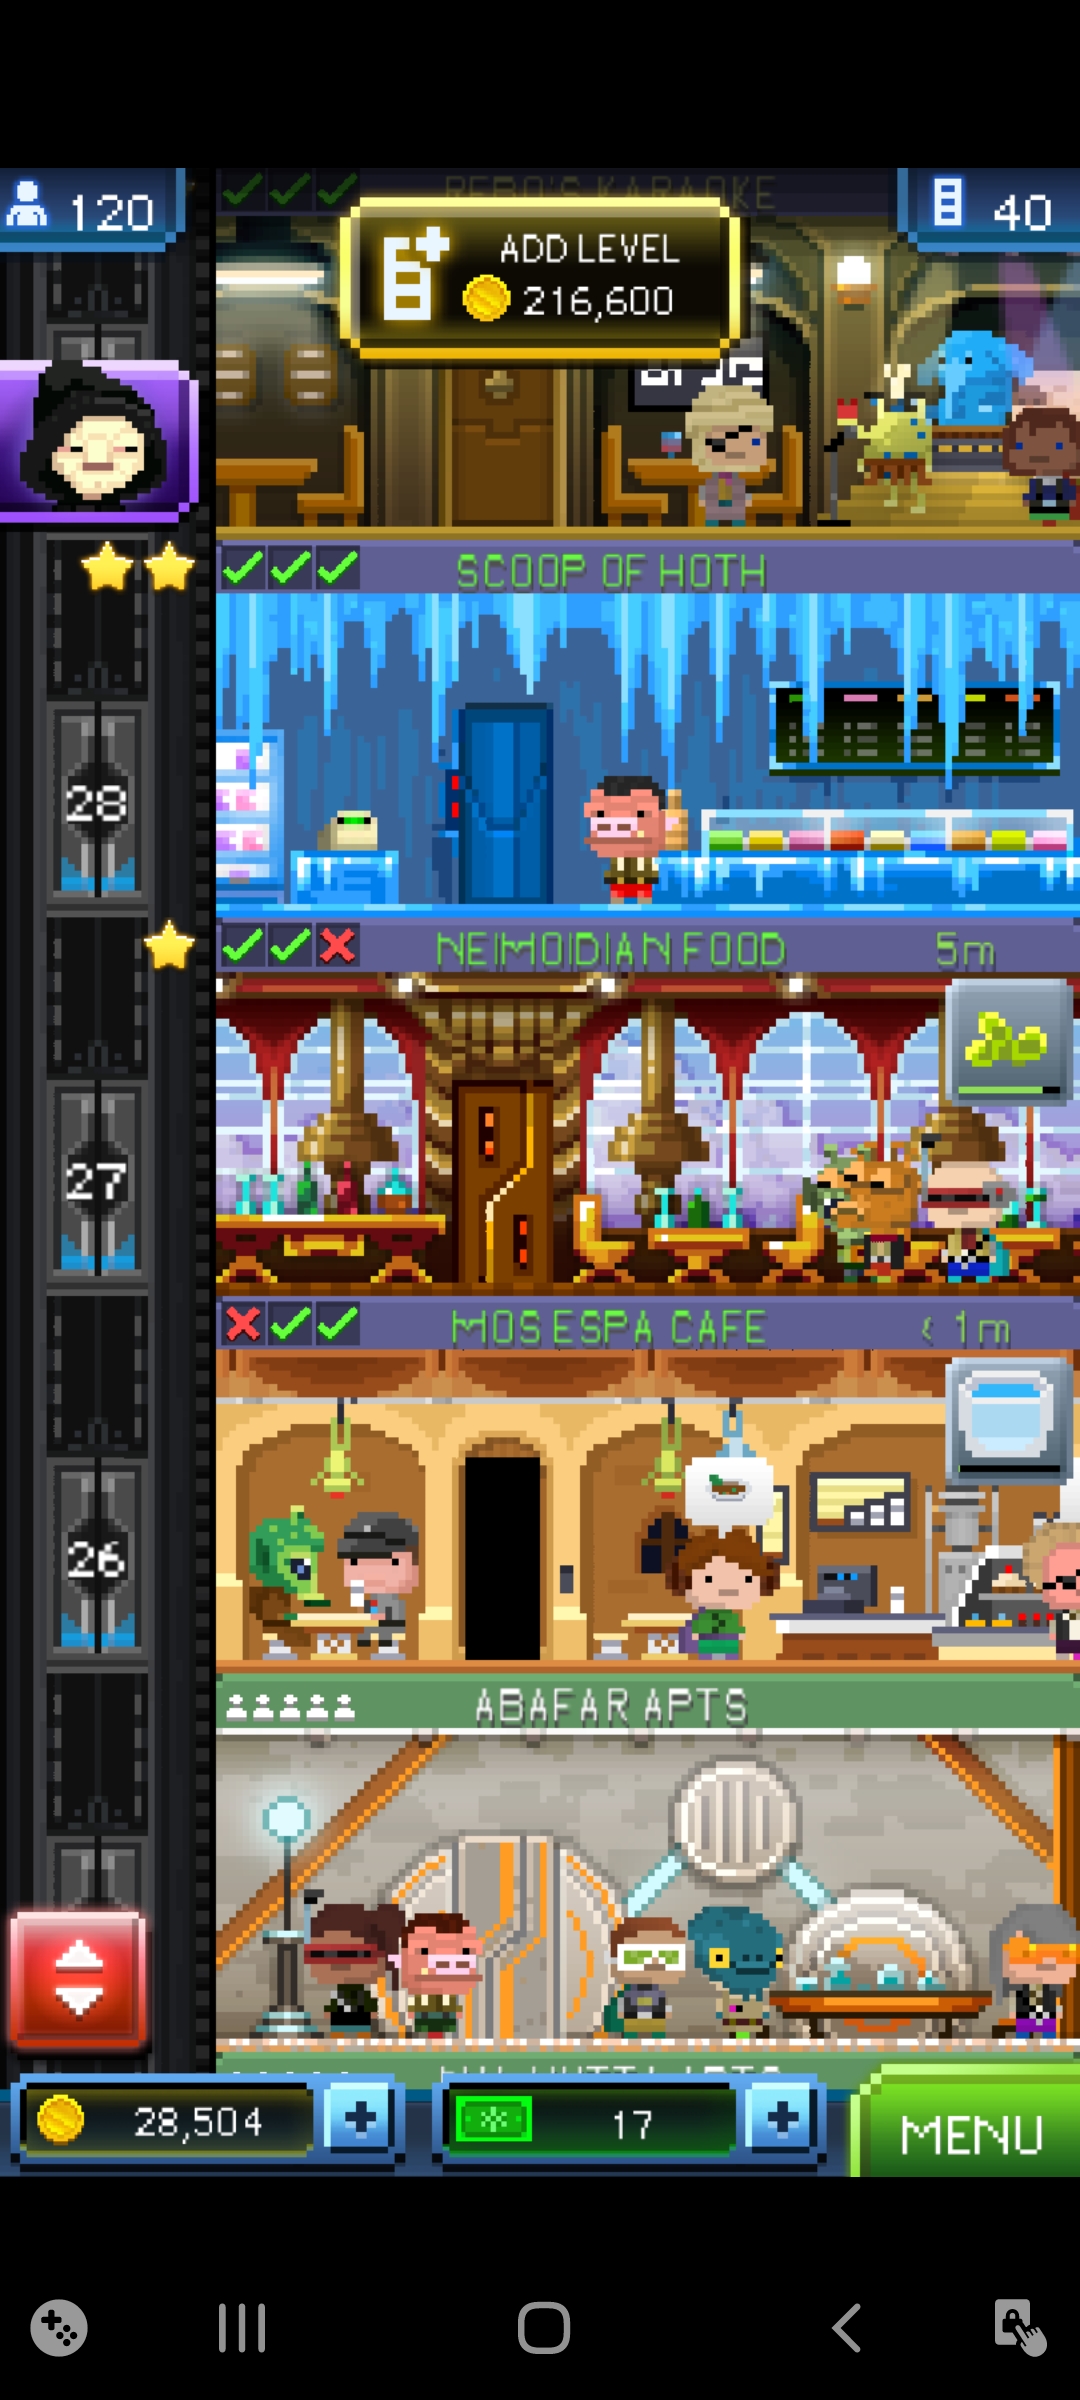 120
REBO'S KARAOKE
40
ADD LEVEL
216,600
SCOOP OF HOTH
28
NEIMOIDIAN FOOD 5m
27
MOS ESPA CAFE < 1m
26
ABAFAR APTS
28,504
17
MENU